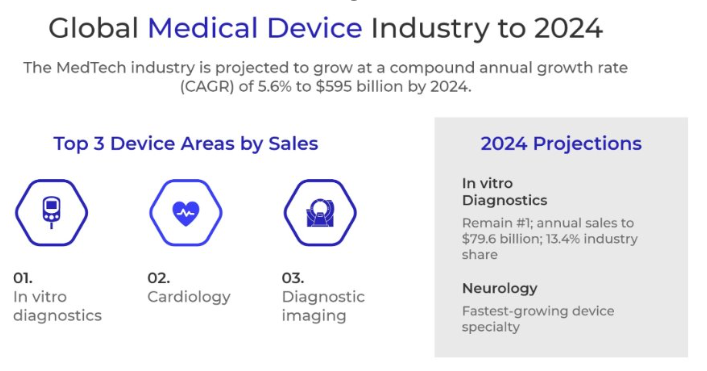 Global Medical Device Industry to 2024
The MedTech industry is projected to grow at a compound annual growth rate
(CAGR) of 5.6% to $595 billion by 2024.
Top 3 Device Areas by Sales
01.
In vitro
diagnostics
02.
Cardiology
03.
Diagnostic
imaging
2024 Projections
In vitro
Diagnostics
Remain #1; annual sales to
$79.6 billion; 13.4% industry
share
Neurology
Fastest-growing device
specialty